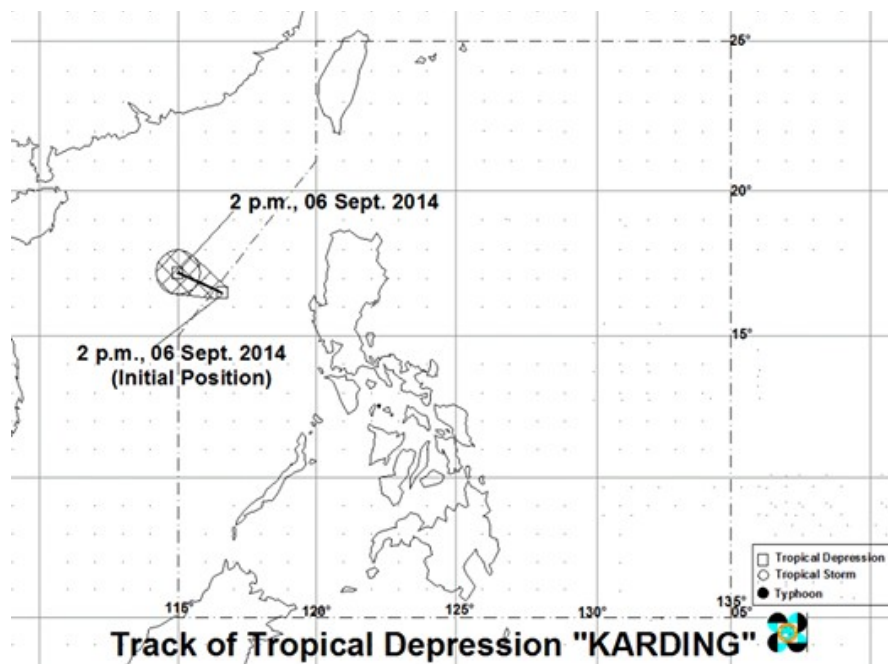 25°
20°
2 p.m., 06 Sept. 2014
15°
2 p.m., 06 Sept. 2014
(Initial Position)
Tropical Depression
Tropical Storm
Typhoon
115°
120°
125°
130°
135°
05°
Track of Tropical Depression "KARDING"